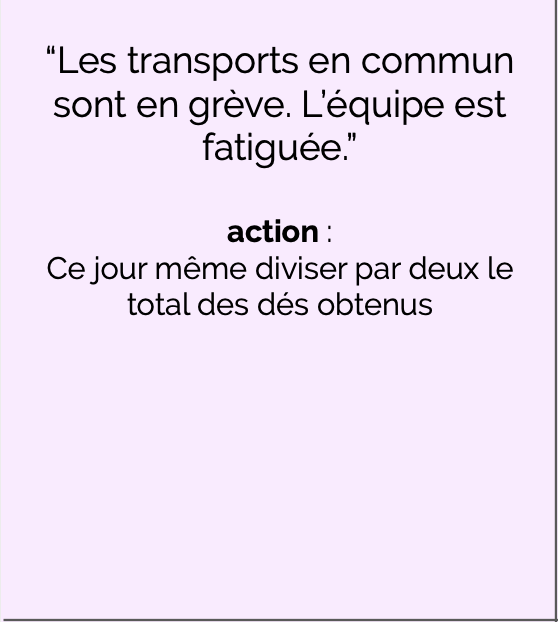 “Les transports en commun
sont en grève. L’équipe est
fatiguée.”
action :
Ce jour même diviser par deux le
total des dés obtenus